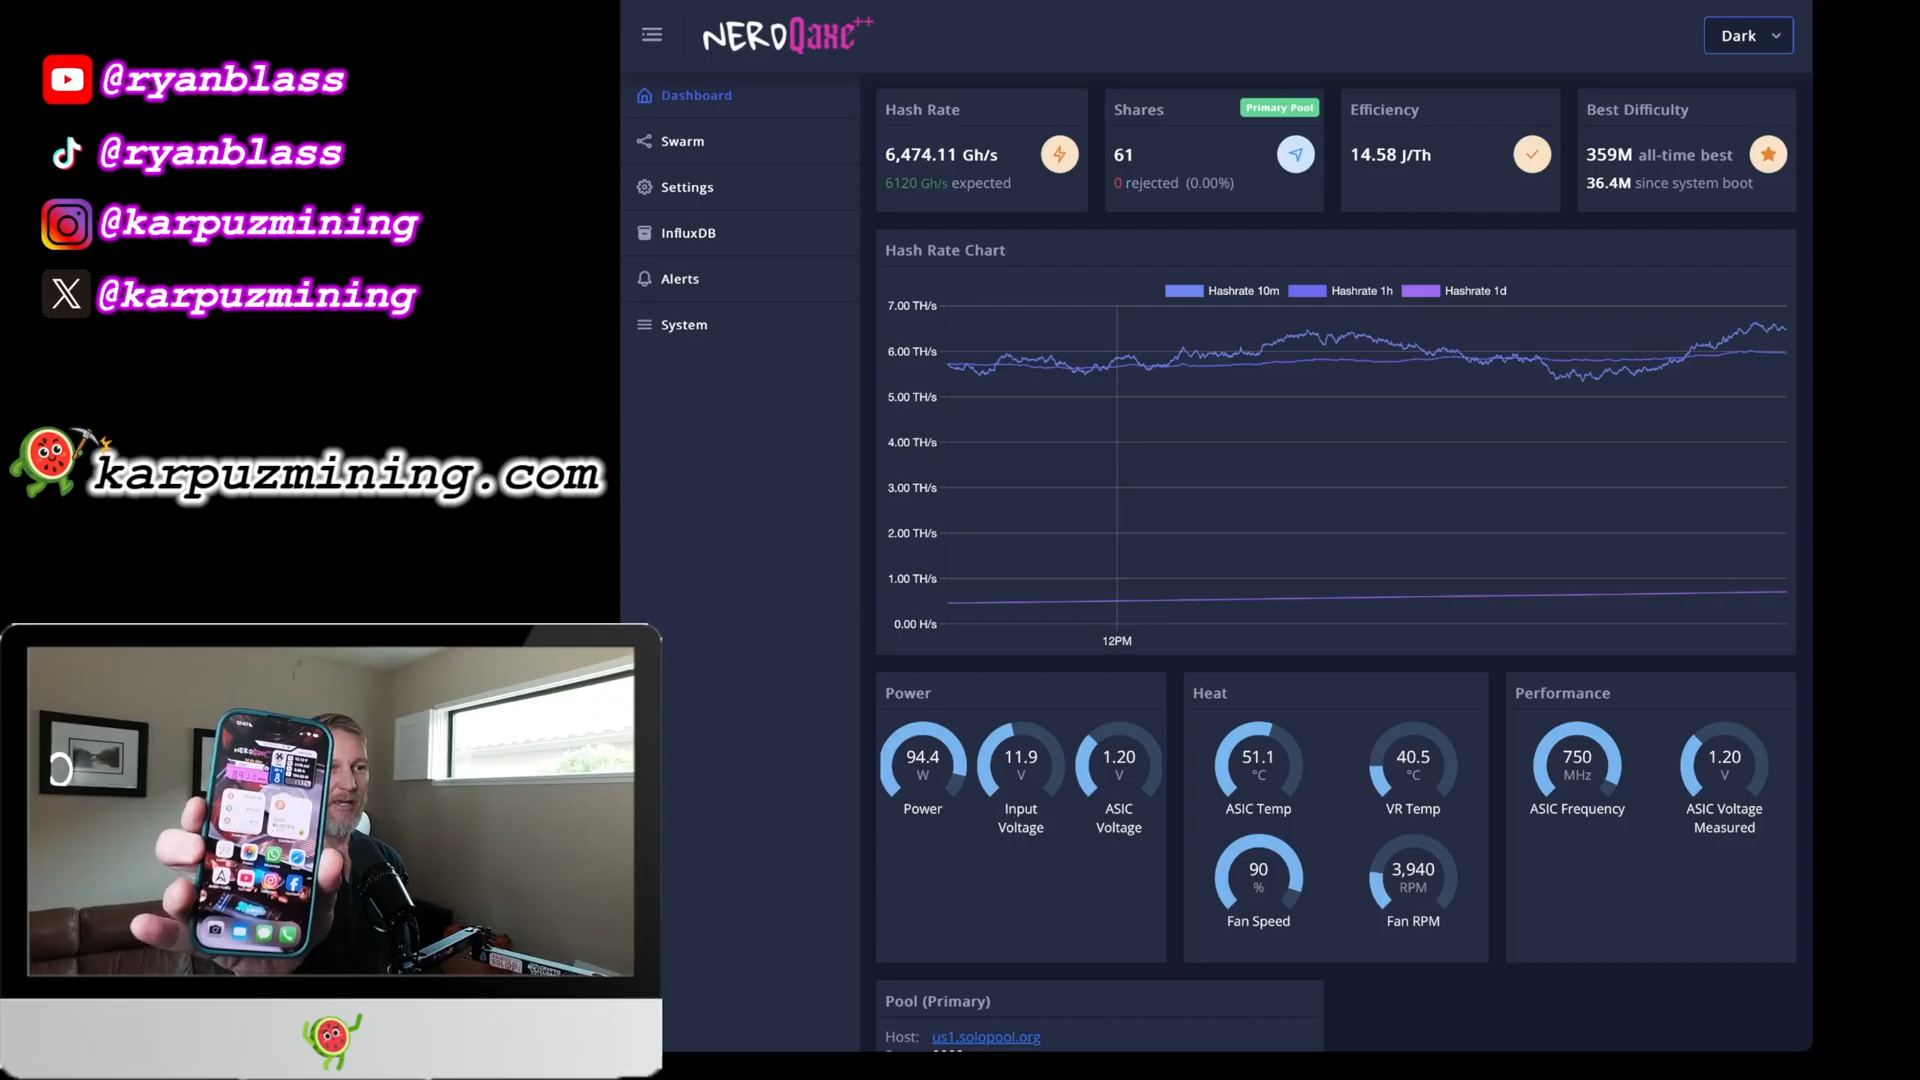 @ryanblass
@ryanblass
@karpuzmining
@karpuzmining
karpuzmining.com
NERDQaxe++
Dark
Dashboard
Swarm
Settings
InfluxDB
Alerts
System
Hash Rate
6,474.11 Gh/s
6120 Gh/s expected
Shares
Primary Pool
61
0 rejected (0.00%)
Efficiency
14.58 J/Th
Best Difficulty
359M all-time best
36.4M since system boot
Hash Rate Chart
Hashrate 10m Hashrate 1h Hashrate 1d
7.00 TH/s
6.00 TH/s
5.00 TH/s
4.00 TH/s
3.00 TH/s
2.00 TH/s
1.00 TH/s
0.00 H/s
12PM
Power
94.4
W
Power
11.9
V
Input
Voltage
1.20
V
ASIC
Voltage
Heat
51.1
°C
ASIC Temp
40.5
°C
VR Temp
90
%
Fan Speed
3,940
RPM
Fan RPM
Performance
750
MHz
ASIC Frequency
1.20
V
ASIC Voltage
Measured
Pool (Primary)
Host: us1.solopool.org